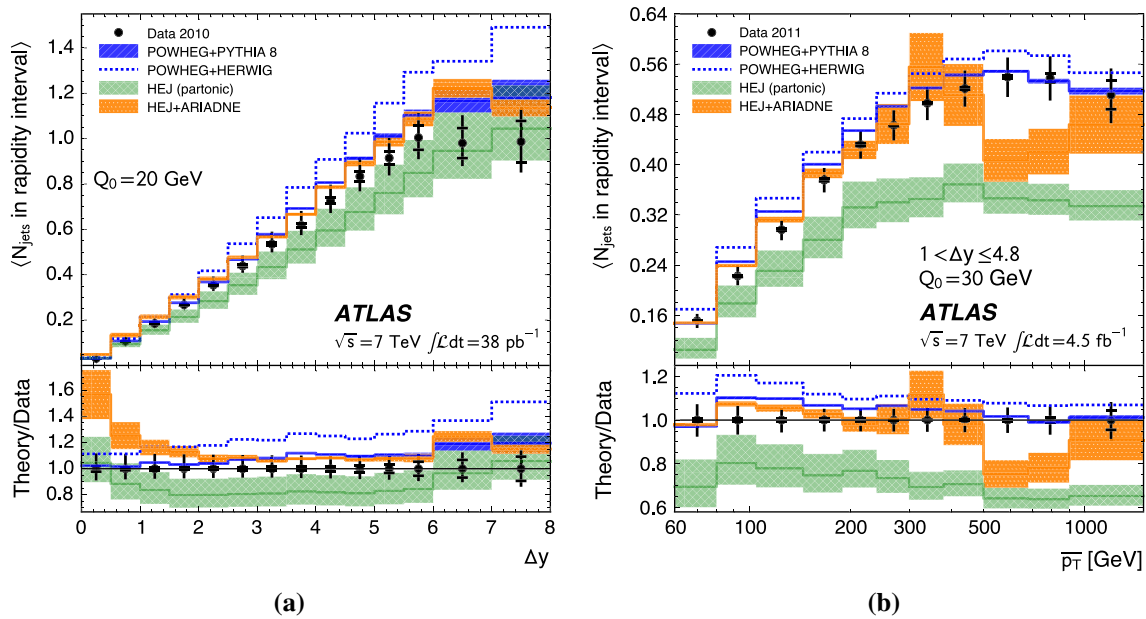 ⟨N_jets in rapidity interval⟩
1.4
1.2
1.0
0.8
0.6
0.4
0.2
Data 2010
POWHEG+PYTHIA 8
POWHEG+HERWIG
HEJ (partonic)
HEJ+ARIADNE
Q₀=20 GeV
ATLAS
√s=7 TeV ∫ℒdt=38 pb⁻¹
Theory/Data
1.6
1.4
1.2
1.0
0.8
0 1 2 3 4 5 6 7 8
Δy
(a)
⟨N_jets in rapidity interval⟩
0.64
0.56
0.48
0.40
0.32
0.24
0.16
Data 2011
POWHEG+PYTHIA 8
POWHEG+HERWIG
HEJ (partonic)
HEJ+ARIADNE
1 <Δy ≤4.8
Q₀=30 GeV
ATLAS
√s=7 TeV ∫ℒdt=4.5 fb⁻¹
Theory/Data
1.2
1.0
0.8
0.6
60 100 200 300 500 1000
p̅_T̅ [GeV]
(b)